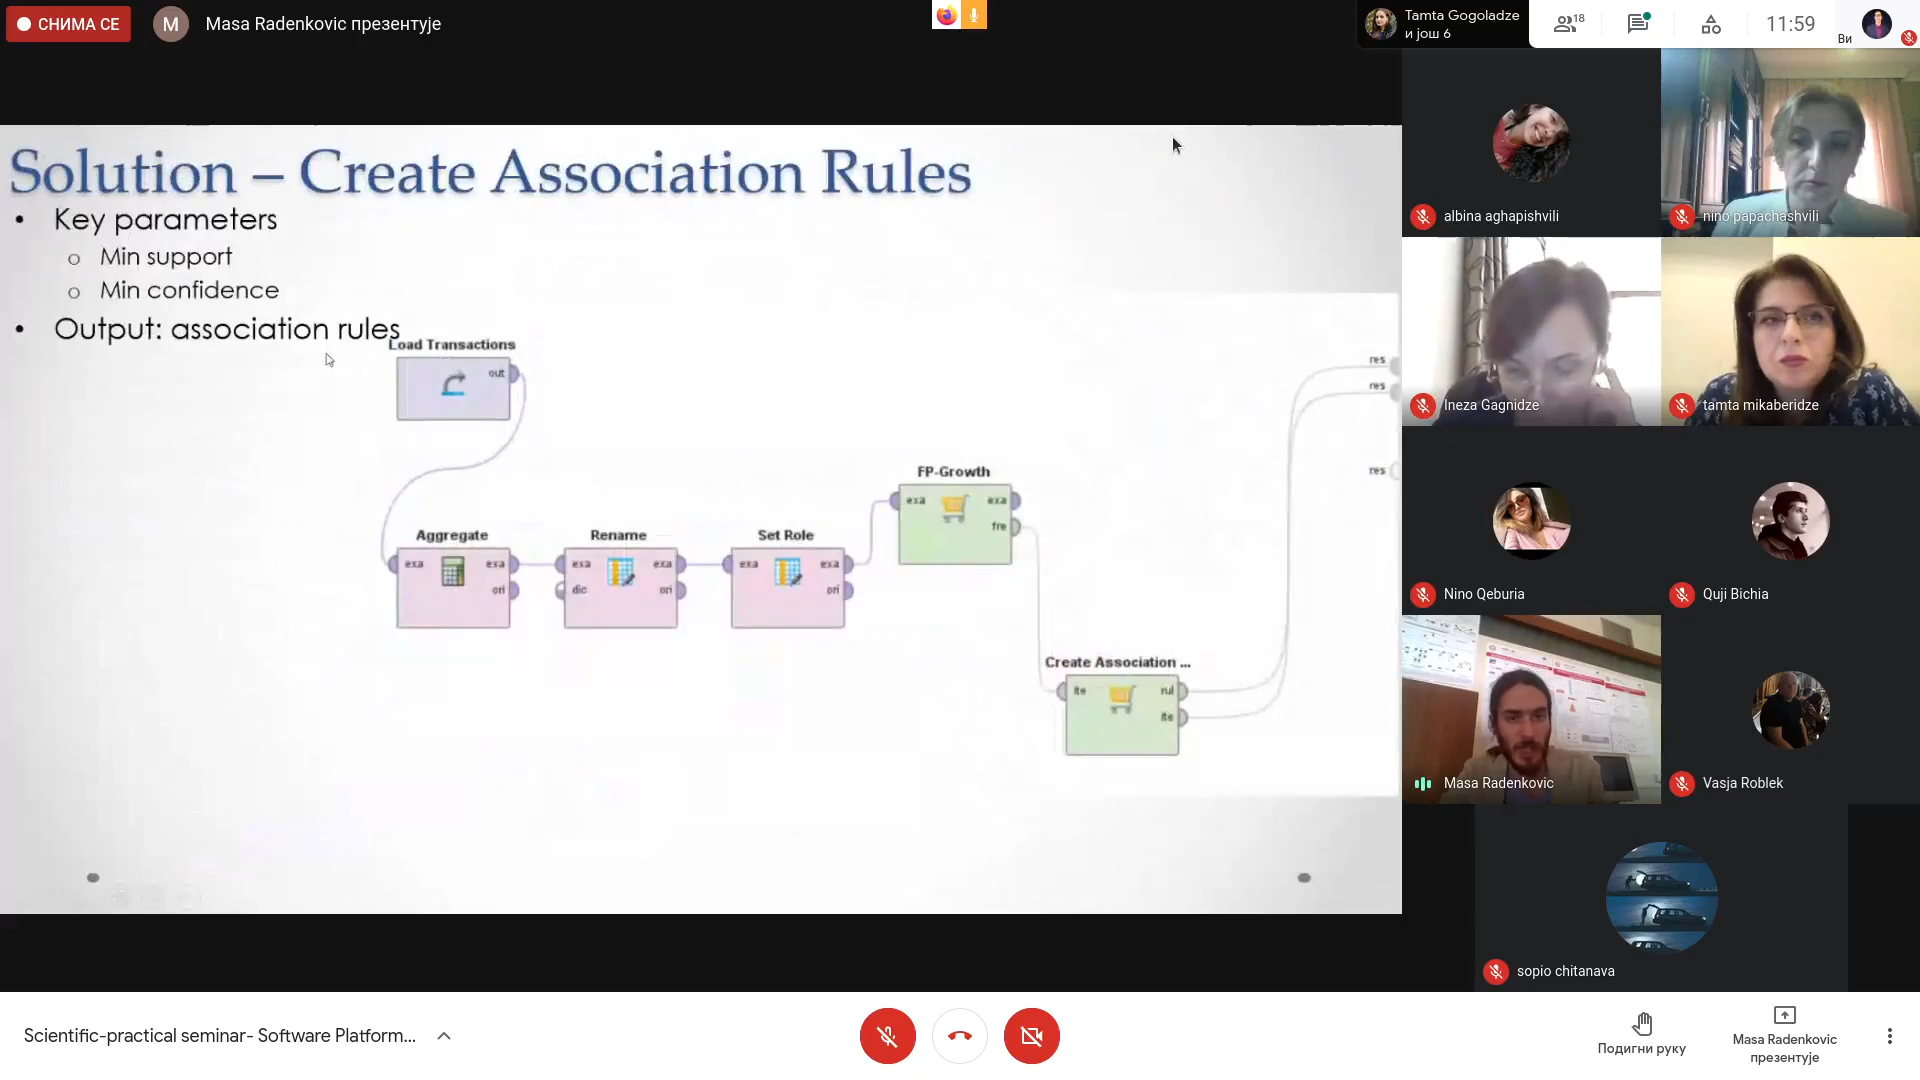 СНИМА СЕ
M
Masa Radenkovic презентује
Tamta Gogoladze
и још 6
18
11:59
Ви
Solution – Create Association Rules
• Key parameters
o Min support
o Min confidence
• Output: association rules
Load Transactions
out
res
res
res
FP-Growth
exa
exa
fre
Aggregate
exa
exa
ori
Rename
exa
exa
dic
ori
Set Role
exa
exa
ori
Create Association ...
ite
rul
ite
albina aghapishvili
nino papachashvili
Ineza Gagnidze
tamta mikaberidze
Nino Qeburia
Quji Bichia
Masa Radenkovic
Vasja Roblek
sopio chitanava
Scientific-practical seminar- Software Platform...
Подигни руку
Masa Radenkovic
презентује